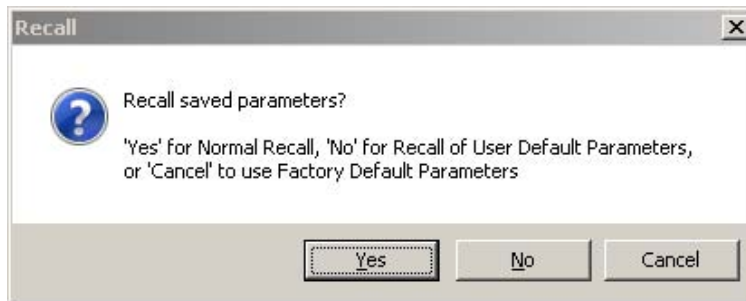 Recall
Recall saved parameters?
'Yes' for Normal Recall, 'No' for Recall of User Default Parameters,
or 'Cancel' to use Factory Default Parameters
Yes
No
Cancel